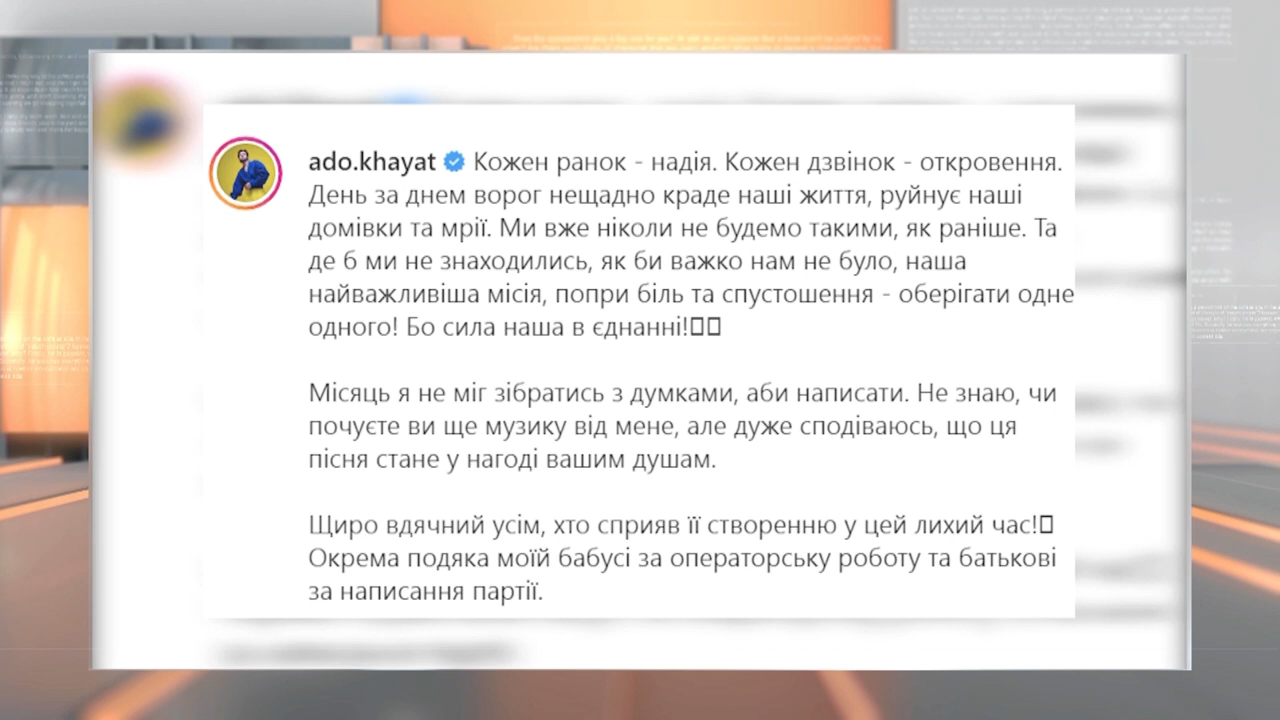 ado.khayat Кожен ранок - надія. Кожен дзвінок - откровення.
День за днем ворог нещадно краде наші життя, руйнує наші
домівки та мрії. Ми вже ніколи не будемо такими, як раніше. Та
де б ми не знаходились, як би важко нам не було, наша
найважливіша місія, попри біль та спустошення - оберігати одне
одного! Бо сила наша в єднанні!
Місяць я не міг зібратись з думками, аби написати. Не знаю, чи
почуєте ви ще музику від мене, але дуже сподіваюсь, що ця
пісня стане у нагоді вашим душам.
Щиро вдячний усім, хто сприяв її створенню у цей лихий час!
Окрема подяка моїй бабусі за операторську роботу та батькові
за написання партії.